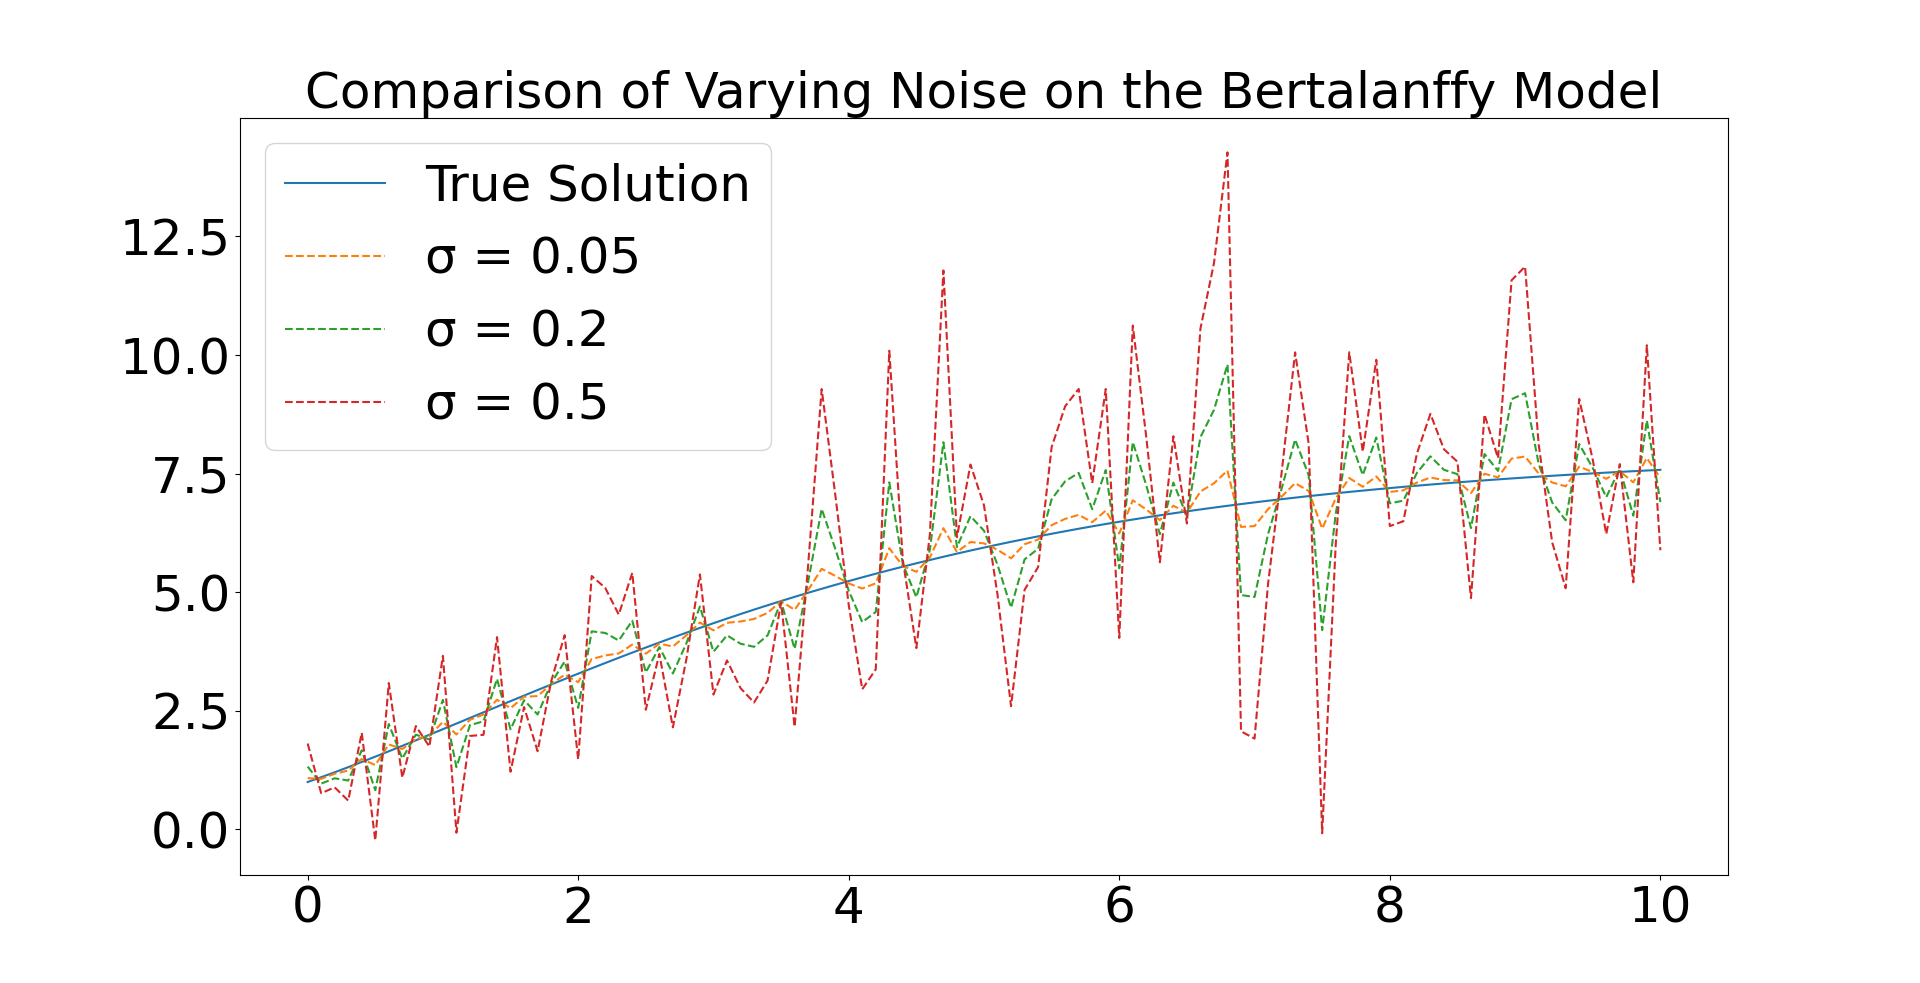 Comparison of Varying Noise on the Bertalanffy Model
True Solution
σ = 0.05
σ = 0.2
σ = 0.5
12.5
10.0
7.5
5.0
2.5
0.0
0 2 4 6 8 10